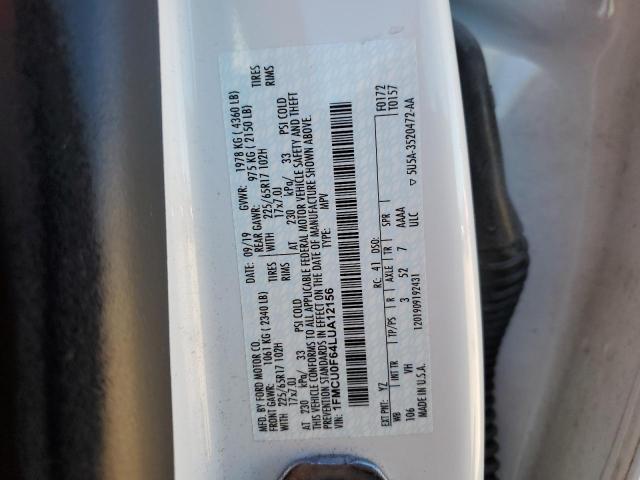 MFD. BY FORD MOTOR CO.
DATE: 09/19 GVWR: 1978 KG ( 4360 LB)
FRONT GAWR: 1061 KG ( 2340 LB) REAR GAWR: 975 KG ( 2150 LB)
WITH 225/65R17 102H TIRES WITH 225/65R17 102H TIRES
17x7.0J RIMS 17x7.0J RIMS
AT 230 kPa/ 33 PSI COLD AT 230 kPa/ 33 PSI COLD
THIS VEHICLE CONFORMS TO ALL APPLICABLE FEDERAL MOTOR VEHICLE SAFETY AND THEFT
PREVENTION STANDARDS IN EFFECT ON THE DATE OF MANUFACTURE SHOWN ABOVE.
VIN: 1FMCU0F64LUA12156 TYPE: MPV
F0172
EXT PNT: YZ RC: 41 DSO: T0157
WB INT TR TP/PS R AXLE TR SPR
106 VH 3 52 7 AAAA
ULC
MADE IN U.S.A. 1201909192431 ▽ 5U5A-3520472-AA